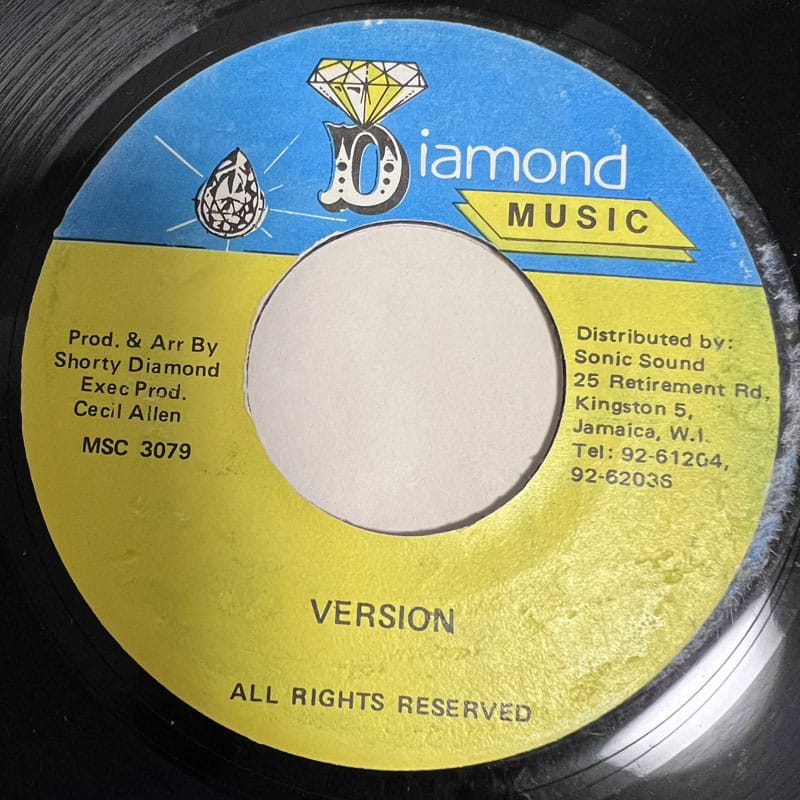 Diamond
MUSIC
Prod. & Arr By
Shorty Diamond
Exec Prod.
Cecil Allen
MSC 3079
Distributed by:
Sonic Sound
25 Retirement Rd,
Kingston 5,
Jamaica, W.I.
Tel: 92-61204,
92-62036
VERSION
ALL RIGHTS RESERVED